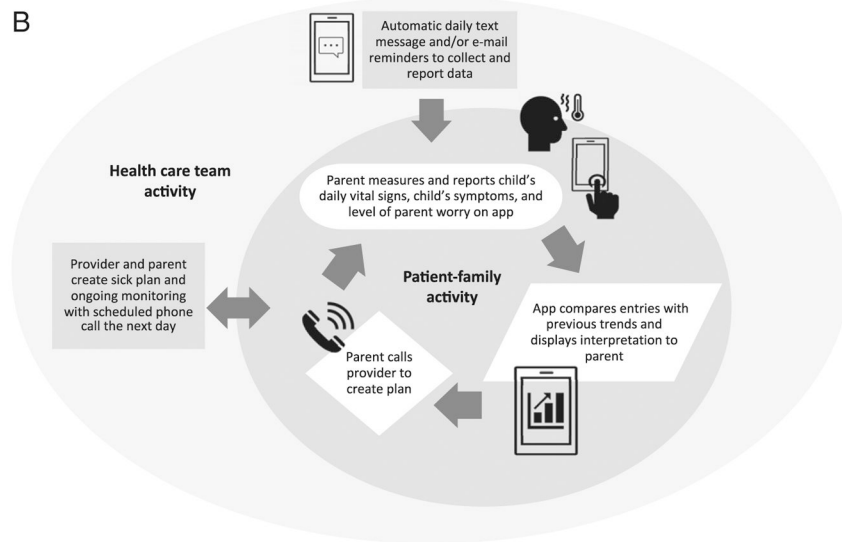 B
Automatic daily text
message and/or e-mail
reminders to collect and
report data
Health care team
activity
Parent measures and reports child's
daily vital signs, child's symptoms, and
level of parent worry on app
Provider and parent
create sick plan and
ongoing monitoring
with scheduled phone
call the next day
Patient-family
activity
App compares entries with
previous trends and
displays interpretation to
parent
Parent calls
provider to
create plan